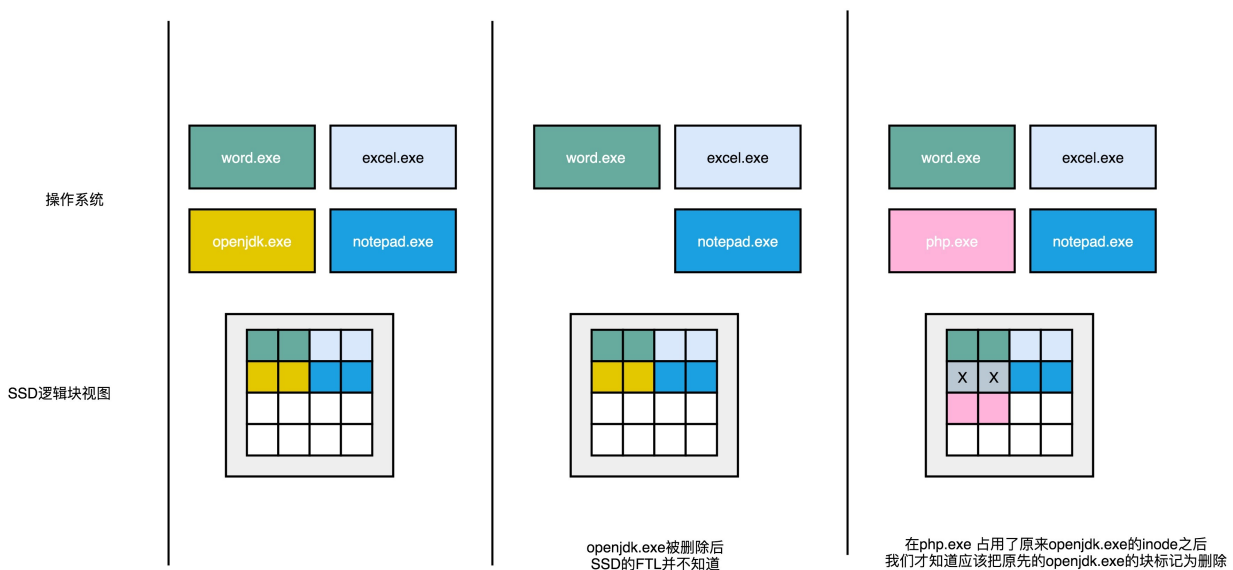 操作系统
word.exe
excel.exe
openjdk.exe
notepad.exe
word.exe
excel.exe
notepad.exe
word.exe
excel.exe
php.exe
notepad.exe
SSD逻辑块视图
X
X
openjdk.exe被删除后
SSD的FTL并不知道
在php.exe 占用了原来openjdk.exe的inode之后
我们才知道应该把原先的openjdk.exe的块标记为删除